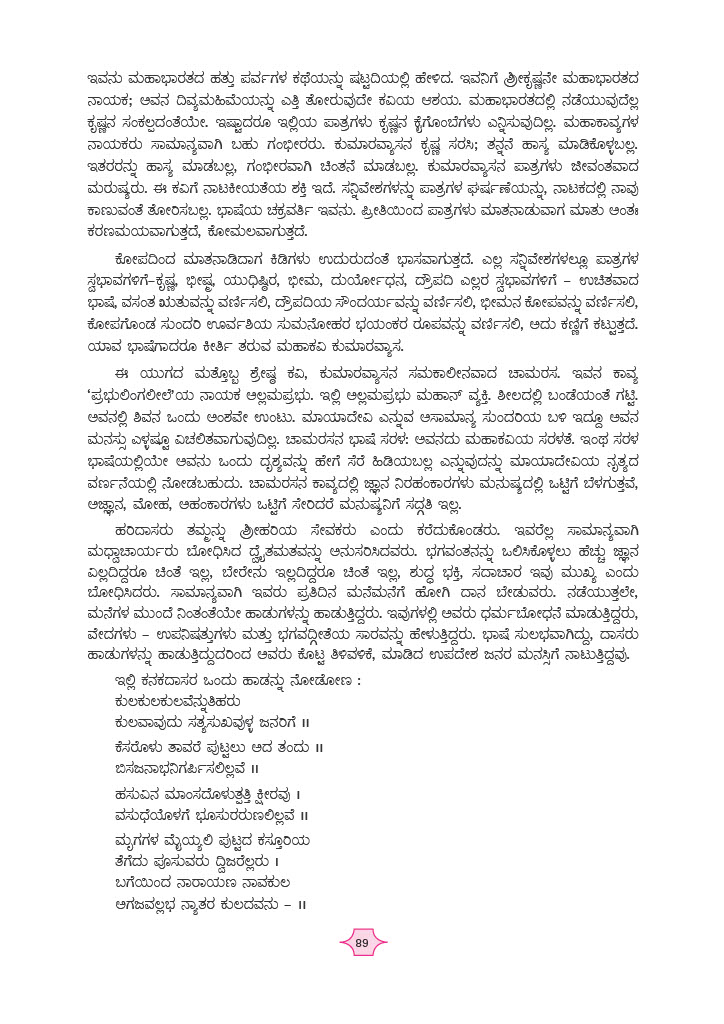 ಇವನು ಮಹಾಭಾರತದ ಹತ್ತು ಪರ್ವಗಳ ಕಥೆಯನ್ನು ಷಟ್ಪದಿಯಲ್ಲಿ ಹೇಳಿದ. ಇವನಿಗೆ ಶ್ರೀಕೃಷ್ಣನೇ ಮಹಾಭಾರತದ
ನಾಯಕ; ಅವನ ದಿವ್ಯಮಹಿಮೆಯನ್ನು ಎತ್ತಿ ತೋರುವುದೇ ಕವಿಯ ಆಶಯ. ಮಹಾಭಾರತದಲ್ಲಿ ನಡೆಯುವುದೆಲ್ಲ
ಕೃಷ್ಣನ ಸಂಕಲ್ಪದಂತೆಯೇ. ಇಷ್ಟಾದರೂ ಇಲ್ಲಿಯ ಪಾತ್ರಗಳು ಕೃಷ್ಣನ ಕೈಗೊಂಬೆಗಳು ಎನ್ನಿಸುವುದಿಲ್ಲ. ಮಹಾಕಾವ್ಯಗಳ
ನಾಯಕರು ಸಾಮಾನ್ಯವಾಗಿ ಬಹು ಗಂಭೀರರು. ಕುಮಾರವ್ಯಾಸನ ಕೃಷ್ಣ ಸರಸಿ; ತನ್ನನೆ ಹಾಸ್ಯ ಮಾಡಿಕೊಳ್ಳಬಲ್ಲ.
ಇತರರನ್ನು ಹಾಸ್ಯ ಮಾಡಬಲ್ಲ, ಗಂಭೀರವಾಗಿ ಚಿಂತನೆ ಮಾಡಬಲ್ಲ. ಕುಮಾರವ್ಯಾಸನ ಪಾತ್ರಗಳು ಜೀವಂತವಾದ
ಮರುಷ್ಯರು. ಈ ಕವಿಗೆ ನಾಟಕೀಯತೆಯ ಶಕ್ತಿ ಇದೆ. ಸನ್ನಿವೇಶಗಳನ್ನು ಪಾತ್ರಗಳ ಘರ್ಷಣೆಯನ್ನು, ನಾಟಕದಲ್ಲಿ ನಾವು
ಕಾಣುವಂತೆ ತೋರಿಸಬಲ್ಲ. ಭಾಷೆಯ ಚಕ್ರವರ್ತಿ ಇವನು. ಪ್ರೀತಿಯಿಂದ ಪಾತ್ರಗಳು ಮಾತನಾಡುವಾಗ ಮಾತು ಅಂತಃ
ಕರಣಮಯವಾಗುತ್ತದೆ, ಕೋಮಲವಾಗುತ್ತದೆ.
ಕೋಪದಿಂದ ಮಾತನಾಡಿದಾಗ ಕಿಡಿಗಳು ಉದುರುದಂತೆ ಭಾಸವಾಗುತ್ತದೆ. ಎಲ್ಲ ಸನ್ನಿವೇಶಗಳಲ್ಲೂ ಪಾತ್ರಗಳ
ಸ್ವಭಾವಗಳಿಗೆ–ಕೃಷ್ಣ, ಭೀಷ್ಮ, ಯುಧಿಷ್ಠಿರ, ಭೀಮ, ದುರ್ಯೋಧನ, ದ್ರೌಪದಿ ಎಲ್ಲರ ಸ್ವಭಾವಗಳಿಗೆ – ಉಚಿತವಾದ
ಭಾಷೆ, ವಸಂತ ಋತುವನ್ನು ವರ್ಣಿಸಲಿ, ದ್ರೌಪದಿಯ ಸೌಂದರ್ಯವನ್ನು ವರ್ಣಿಸಲಿ, ಭೀಮನ ಕೋಪವನ್ನು ವರ್ಣಿಸಲಿ,
ಕೋಪಗೊಂಡ ಸುಂದರಿ ಊರ್ವಶಿಯ ಸುಮನೋಹರ ಭಯಂಕರ ರೂಪವನ್ನು ವರ್ಣಿಸಲಿ, ಅದು ಕಣ್ಣಿಗೆ ಕಟ್ಟುತ್ತದೆ.
ಯಾವ ಭಾಷೆಗಾದರೂ ಕೀರ್ತಿ ತರುವ ಮಹಾಕವಿ ಕುಮಾರವ್ಯಾಸ.
ಈ ಯುಗದ ಮತ್ತೊಬ್ಬ ಶ್ರೇಷ್ಠ ಕವಿ, ಕುಮಾರವ್ಯಾಸನ ಸಮಕಾಲೀನವಾದ ಚಾಮರಸ. ಇವನ ಕಾವ್ಯ
‘ಪ್ರಭುಲಿಂಗಲೀಲೆ’ಯ ನಾಯಕ ಅಲ್ಲಮಪ್ರಭು. ಇಲ್ಲಿ ಅಲ್ಲಮಪ್ರಭು ಮಹಾನ್ ವ್ಯಕ್ತಿ. ಶೀಲದಲ್ಲಿ ಬಂಡೆಯಂತೆ ಗಟ್ಟಿ.
ಅವನಲ್ಲಿ ಶಿವನ ಒಂದು ಅಂಶವೇ ಉಂಟು. ಮಾಯಾದೇವಿ ಎನ್ನುವ ಅಸಾಮಾನ್ಯ ಸುಂದರಿಯ ಬಳಿ ಇದ್ದೂ ಅವನ
ಮನಸ್ಸು ಎಳ್ಳಷ್ಟೂ ವಿಚಲಿತವಾಗುವುದಿಲ್ಲ. ಚಾಮರಸನ ಭಾಷೆ ಸರಳ: ಅವನದು ಮಹಾಕವಿಯ ಸರಳತೆ. ಇಂಥ ಸರಳ
ಭಾಷೆಯಲ್ಲಿಯೇ ಅವನು ಒಂದು ದೃಶ್ಯವನ್ನು ಹೇಗೆ ಸೆರೆ ಹಿಡಿಯಬಲ್ಲ ಎನ್ನುವುದನ್ನು ಮಾಯಾದೇವಿಯ ನೃತ್ಯದ
ವರ್ಣನೆಯಲ್ಲಿ ನೋಡಬಹುದು. ಚಾಮರಸನ ಕಾವ್ಯದಲ್ಲಿ ಜ್ಞಾನ ನಿರಹಂಕಾರಗಳು ಮನುಷ್ಯದಲ್ಲಿ ಒಟ್ಟಿಗೆ ಬೆಳಗುತ್ತವೆ,
ಅಜ್ಞಾನ, ಮೋಹ, ಅಹಂಕಾರಗಳು ಒಟ್ಟಿಗೆ ಸೇರಿದರೆ ಮನುಷ್ಯನಿಗೆ ಸದ್ಗತಿ ಇಲ್ಲ.
ಹರಿದಾಸರು ತಮ್ಮನ್ನು ಶ್ರೀಹರಿಯ ಸೇವಕರು ಎಂದು ಕರೆದುಕೊಂಡರು. ಇವರೆಲ್ಲ ಸಾಮಾನ್ಯವಾಗಿ
ಮಧ್ವಾಚಾರ್ಯರು ಬೋಧಿಸಿದ ದ್ವೈತಮತವನ್ನು ಅನುಸರಿಸಿದವರು. ಭಗವಂತನನ್ನು ಒಲಿಸಿಕೊಳ್ಳಲು ಹೆಚ್ಚು ಜ್ಞಾನ
ವಿಲ್ಲದಿದ್ದರೂ ಚಿಂತೆ ಇಲ್ಲ, ಬೇರೇನು ಇಲ್ಲದಿದ್ದರೂ ಚಿಂತೆ ಇಲ್ಲ, ಶುದ್ಧ ಭಕ್ತಿ, ಸದಾಚಾರ ಇವು ಮುಖ್ಯ ಎಂದು
ಬೋಧಿಸಿದರು. ಸಾಮಾನ್ಯವಾಗಿ ಇವರು ಪ್ರತಿದಿನ ಮನೆಮನೆಗೆ ಹೋಗಿ ದಾನ ಬೇಡುವರು. ನಡೆಯುತ್ತಲೇ,
ಮನೆಗಳ ಮುಂದೆ ನಿಂತಂತೆಯೇ ಹಾಡುಗಳನ್ನು ಹಾಡುತ್ತಿದ್ದರು. ಇವುಗಳಲ್ಲಿ ಅವರು ಧರ್ಮಬೋಧನೆ ಮಾಡುತ್ತಿದ್ದರು,
ವೇದಗಳು – ಉಪನಿಷತ್ತುಗಳು ಮತ್ತು ಭಗವದ್ಗೀತೆಯ ಸಾರವನ್ನು ಹೇಳುತ್ತಿದ್ದರು. ಭಾಷೆ ಸುಲಭವಾಗಿದ್ದು, ದಾಸರು
ಹಾಡುಗಳನ್ನು ಹಾಡುತ್ತಿದ್ದುದರಿಂದ ಅವರು ಕೊಟ್ಟ ತಿಳಿವಳಿಕೆ, ಮಾಡಿದ ಉಪದೇಶ ಜನರ ಮನಸ್ಸಿಗೆ ನಾಟುತ್ತಿದ್ದವು.
ಇಲ್ಲಿ ಕನಕದಾಸರ ಒಂದು ಹಾಡನ್ನು ನೋಡೋಣ :
ಕುಲಕುಲಕುಲವೆನ್ನುತಿಹರು
ಕುಲವಾವುದು ಸತ್ಯಸುಖವುಳ್ಳ ಜನರಿಗೆ ॥
ಕೆಸರೊಳು ತಾವರೆ ಪುಟ್ಟಲು ಅದ ತಂದು ॥
ಬಿಸಜನಾಭನಿಗರ್ಪಿಸಲಿಲ್ಲವೆ ॥
ಹಸುವಿನ ಮಾಂಸದೊಳುತ್ಪತ್ತಿ ಕ್ಷೀರವು ।
ವಸುಧೆಯೊಳಗೆ ಭೂಸುರರುಣಲಿಲ್ಲವೆ ॥
ಮೃಗಗಳ ಮೈಯ್ಯಲಿ ಪುಟ್ಟದ ಕಸ್ತೂರಿಯ
ತೆಗೆದು ಪೂಸುವರು ದ್ವಿಜರೆಲ್ಲರು ।
ಬಗೆಯಿಂದ ನಾರಾಯಣ ನಾವಕುಲ
ಅಗಜವಲ್ಲಭ ನ್ಯಾತರ ಕುಲದವನು – ॥
89